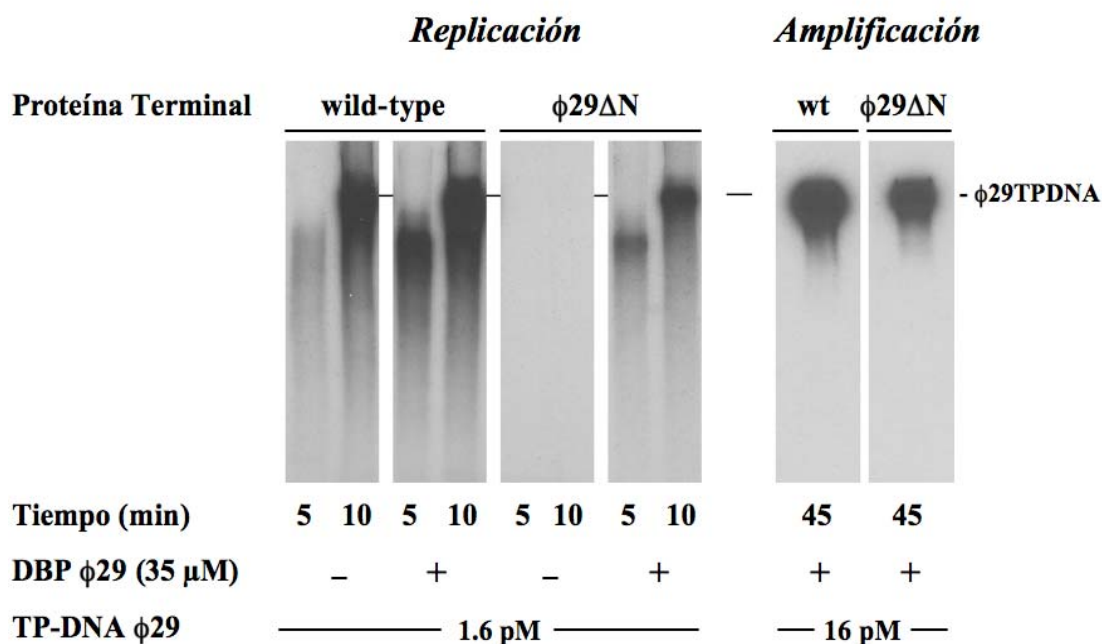 Replicación Amplificación
Proteína Terminal wild-type ϕ29ΔN wt ϕ29ΔN
- ϕ29TPDNA
Tiempo (min) 5 10 5 10 5 10 5 10 45 45
DBP ϕ29 (35 μM) – + – + + +
TP-DNA ϕ29 1.6 pM 16 pM